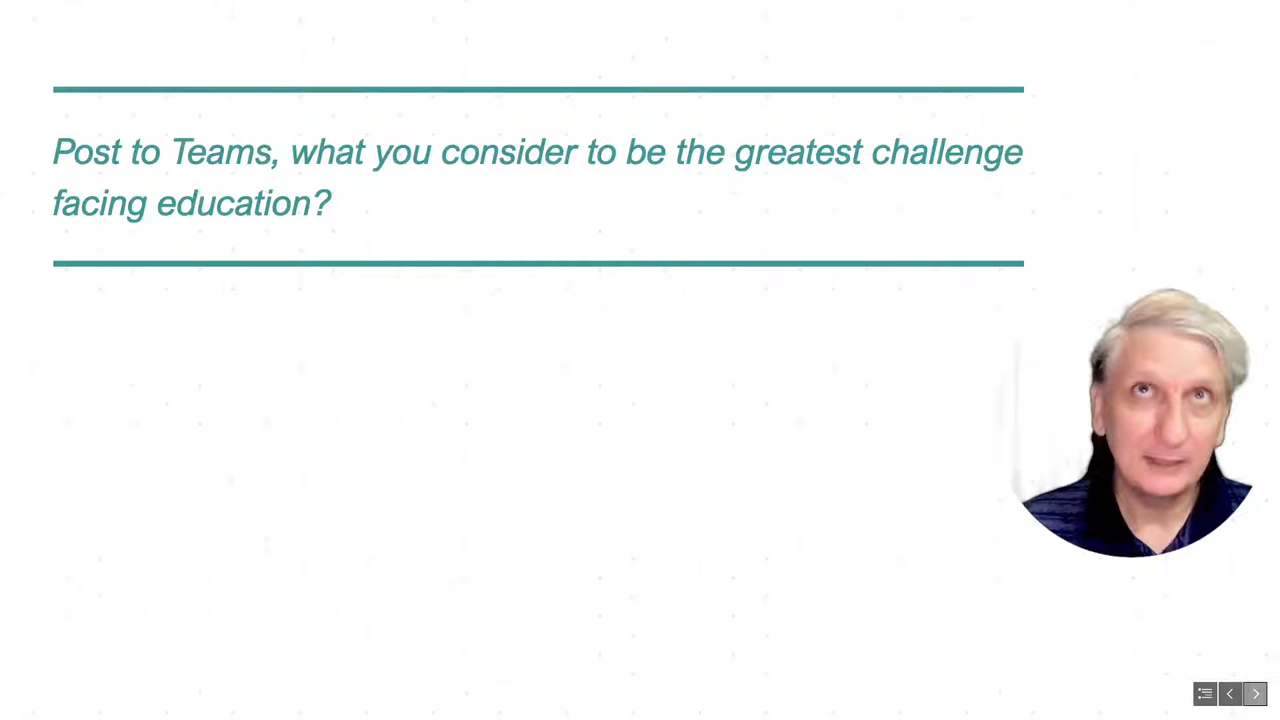 Post to Teams, what you consider to be the greatest challenge
facing education?